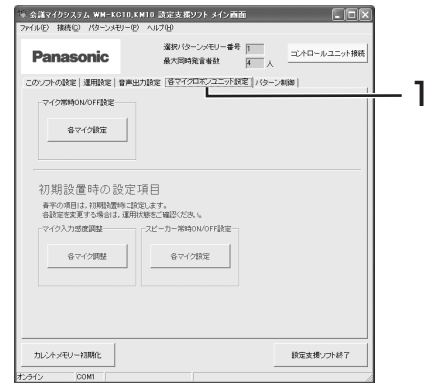 会議マイクシステム WM-KC10,KM10 設定支援ソフト メイン画面
ファイル(F) 接続(C) パターンメモリー(P) ヘルプ(H)
Panasonic
選択パターンメモリー番号 1
最大同時発言者数 4 人
コントロールユニット接続
このソフトの設定 運用設定 音声出力設定 各マイクロホンユニット設定 パターン制御
1
マイク常時ON/OFF設定
各マイク設定
初期設置時の設定項目
青字の項目は、初期設置時に設定します。
各設定を変更する場合は、運用状態をご確認ください。
マイク入力感度調整 スピーカー常時ON/OFF設定
各マイク調整 各マイク設定
カレントメモリー初期化 設定支援ソフト終了
オンライン COM1